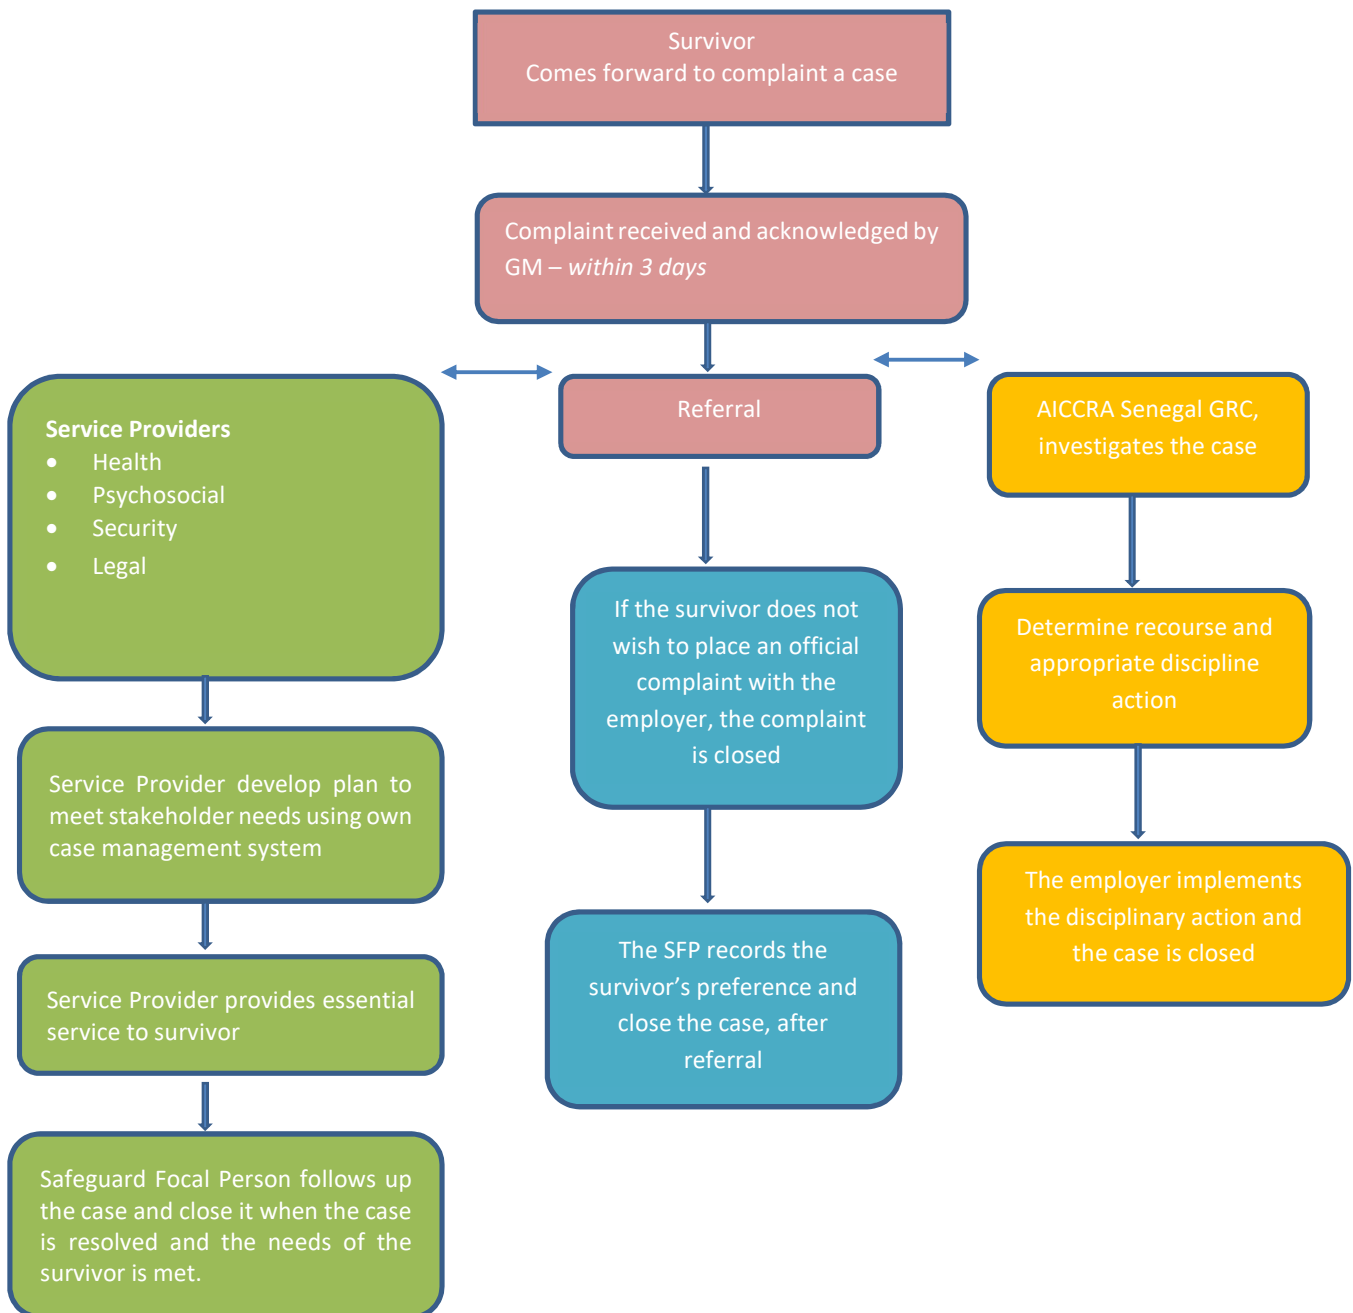 Survivor
Comes forward to complaint a case
Complaint received and acknowledged by
GM – within 3 days
Referral
Service Providers
• Health
• Psychosocial
• Security
• Legal
Service Provider develop plan to
meet stakeholder needs using own
case management system
Service Provider provides essential
service to survivor
Safeguard Focal Person follows up
the case and close it when the case
is resolved and the needs of the
survivor is met.
If the survivor does not
wish to place an official
complaint with the
employer, the complaint
is closed
The SFP records the
survivor’s preference and
close the case, after
referral
AICCRA Senegal GRC,
investigates the case
Determine recourse and
appropriate discipline
action
The employer implements
the disciplinary action and
the case is closed